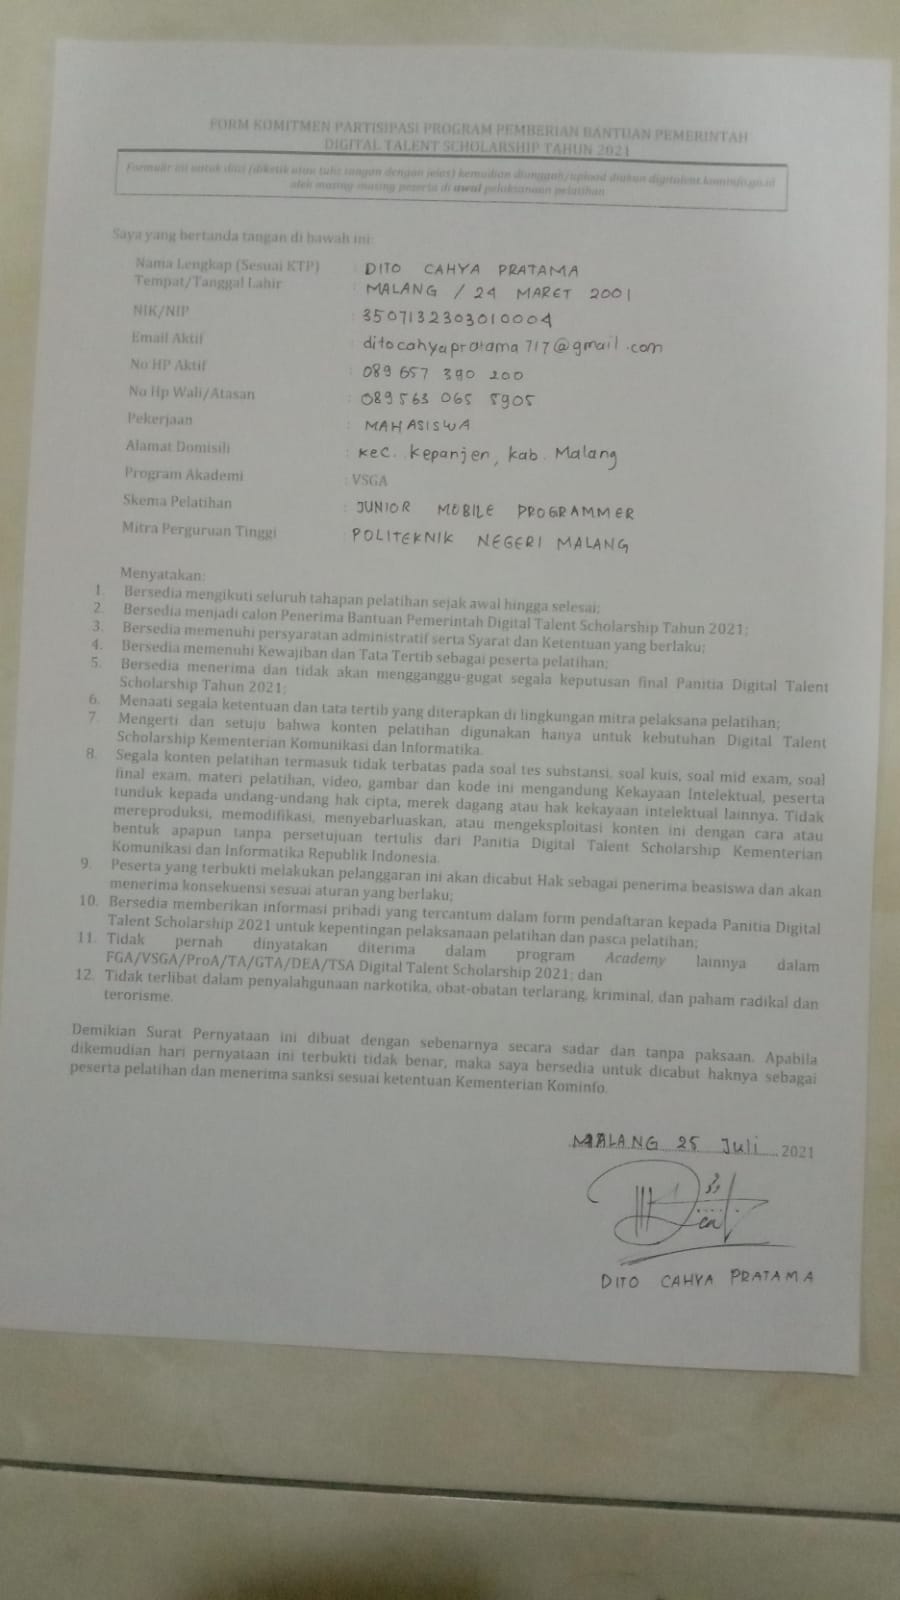 FORM KOMITMEN PARTISIPASI PROGRAM PEMBERIAN BANTUAN PEMERINTAH
DIGITAL TALENT SCHOLARSHIP TAHUN 2021
Formulir ini untuk diisi (diketik atau tulis tangan dengan jelas) kemudian diunggah/upload diakun digitalent.kominfo.go.id
oleh masing-masing peserta di awal pelaksanaan pelatihan
Saya yang bertanda tangan di bawah ini:
Nama Lengkap (Sesuai KTP) : DITO CAHYA PRATAMA
Tempat/Tanggal Lahir : MALANG / 24 MARET 2001
NIK/NIP : 3507132303010004
Email Aktif : ditocahyapratama717@gmail.com
No HP Aktif : 089 657 390 200
No Hp Wali/Atasan : 089 563 065 5905
Pekerjaan : MAHASISWA
Alamat Domisili : Kec. Kepanjen, kab. Malang
Program Akademi : VSGA
Skema Pelatihan : JUNIOR MOBILE PROGRAMMER
Mitra Perguruan Tinggi : POLITEKNIK NEGERI MALANG
Menyatakan:
1. Bersedia mengikuti seluruh tahapan pelatihan sejak awal hingga selesai;
2. Bersedia menjadi calon Penerima Bantuan Pemerintah Digital Talent Scholarship Tahun 2021;
3. Bersedia memenuhi persyaratan administratif serta Syarat dan Ketentuan yang berlaku;
4. Bersedia memenuhi Kewajiban dan Tata Tertib sebagai peserta pelatihan;
5. Bersedia menerima dan tidak akan mengganggu-gugat segala keputusan final Panitia Digital Talent
Scholarship Tahun 2021;
6. Menaati segala ketentuan dan tata tertib yang diterapkan di lingkungan mitra pelaksana pelatihan;
7. Mengerti dan setuju bahwa konten pelatihan digunakan hanya untuk kebutuhan Digital Talent
Scholarship Kementerian Komunikasi dan Informatika.
8. Segala konten pelatihan termasuk tidak terbatas pada soal tes substansi, soal kuis, soal mid exam, soal
final exam, materi pelatihan, video, gambar dan kode ini mengandung Kekayaan Intelektual, peserta
tunduk kepada undang-undang hak cipta, merek dagang atau hak kekayaan intelektual lainnya. Tidak
mereproduksi, memodifikasi, menyebarluaskan, atau mengeksploitasi konten ini dengan cara atau
bentuk apapun tanpa persetujuan tertulis dari Panitia Digital Talent Scholarship Kementerian
Komunikasi dan Informatika Republik Indonesia.
9. Peserta yang terbukti melakukan pelanggaran ini akan dicabut Hak sebagai penerima beasiswa dan akan
menerima konsekuensi sesuai aturan yang berlaku;
10. Bersedia memberikan informasi pribadi yang tercantum dalam form pendaftaran kepada Panitia Digital
Talent Scholarship 2021 untuk kepentingan pelaksanaan pelatihan dan pasca pelatihan;
11. Tidak pernah dinyatakan diterima dalam program Academy lainnya dalam
FGA/VSGA/ProA/TA/GTA/DEA/TSA Digital Talent Scholarship 2021; dan
12. Tidak terlibat dalam penyalahgunaan narkotika, obat-obatan terlarang, kriminal, dan paham radikal dan
terorisme.
Demikian Surat Pernyataan ini dibuat dengan sebenarnya secara sadar dan tanpa paksaan. Apabila
dikemudian hari pernyataan ini terbukti tidak benar, maka saya bersedia untuk dicabut haknya sebagai
peserta pelatihan dan menerima sanksi sesuai ketentuan Kementerian Kominfo.
MALANG 25 Juli 2021
DITO CAHYA PRATAMA